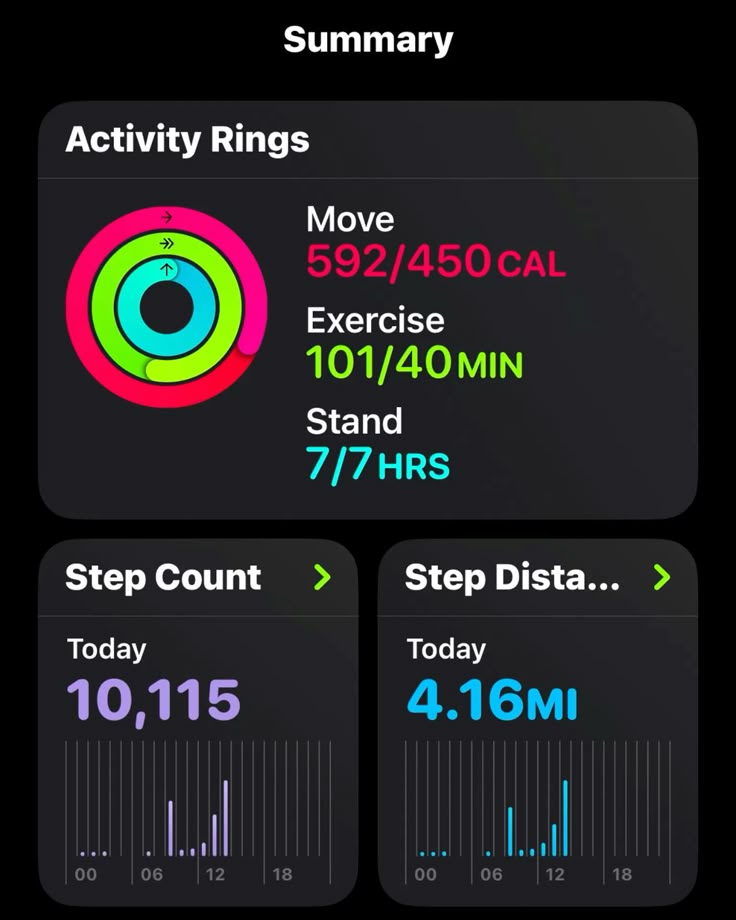 Summary
Activity Rings
Move
592/450CAL
Exercise
101/40MIN
Stand
7/7HRS
Step Count
Today
10,115
00 06 12 18
Step Dista...
Today
4.16MI
00 06 12 18